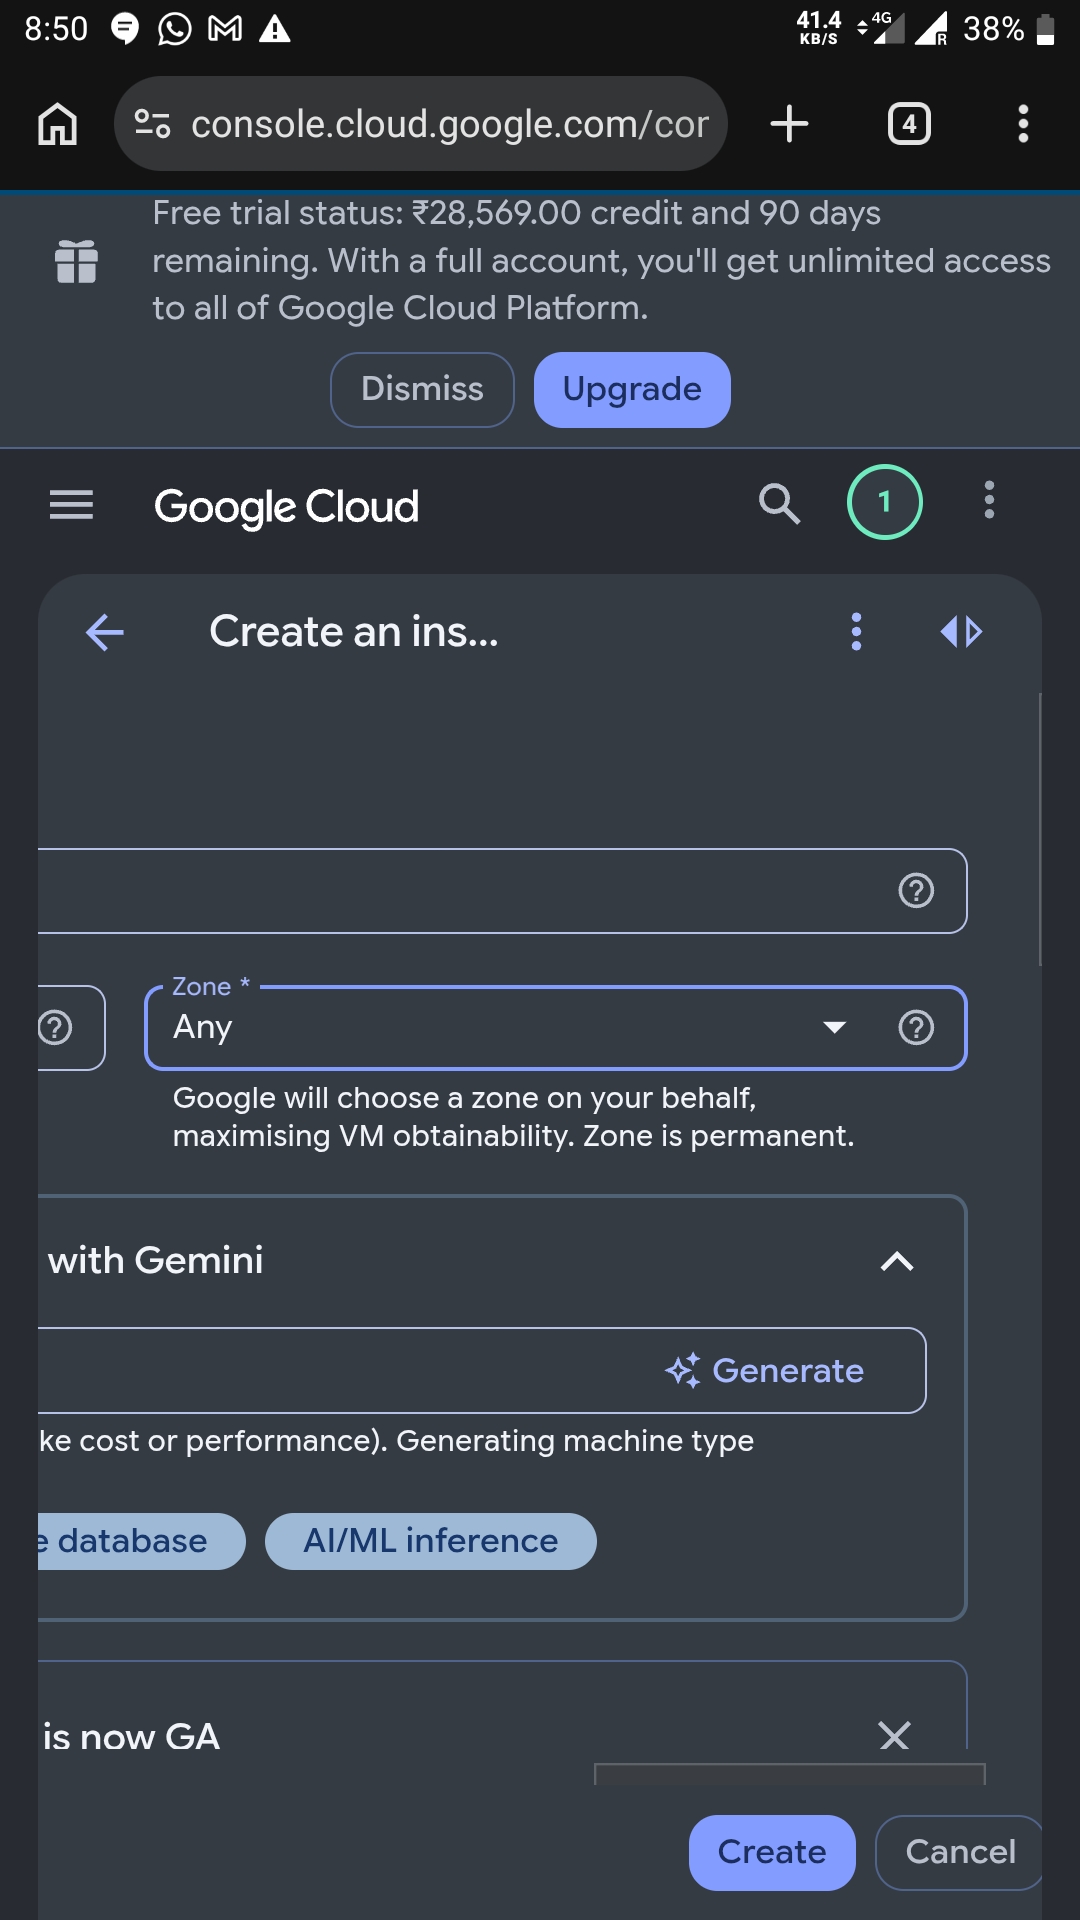 8:50
41.4
KB/S
4G
R
38%
console.cloud.google.com/cor
4
Free trial status: ₹28,569.00 credit and 90 days
remaining. With a full account, you'll get unlimited access
to all of Google Cloud Platform.
Dismiss
Upgrade
Google Cloud
1
Create an ins...
Zone *
Any
Google will choose a zone on your behalf,
maximising VM obtainability. Zone is permanent.
with Gemini
Generate
ke cost or performance). Generating machine type
e database
AI/ML inference
is now GA
Create
Cancel